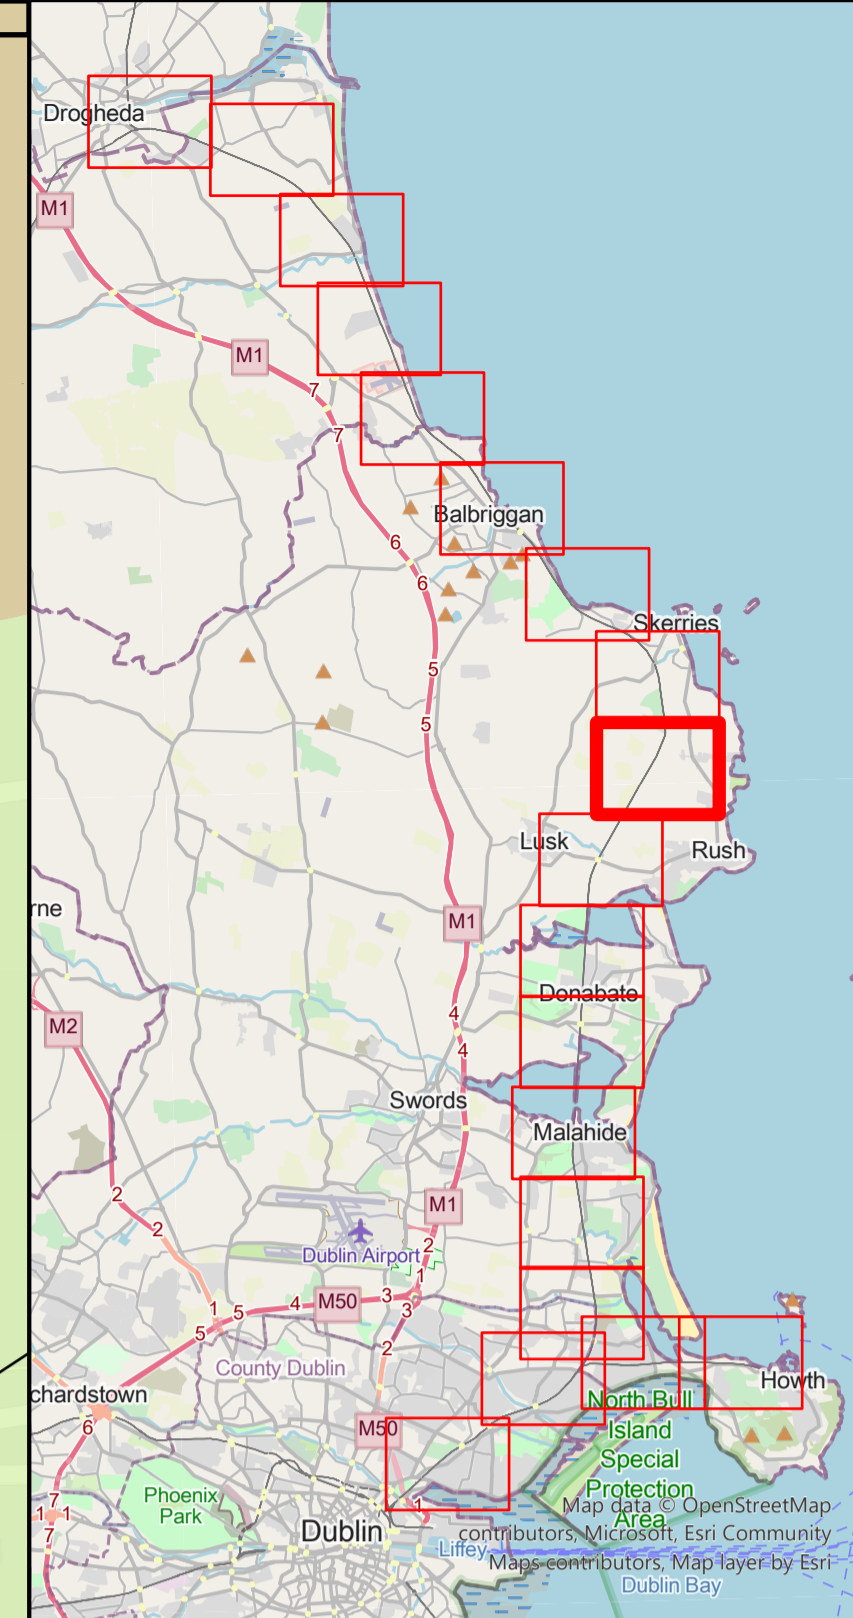 Drogheda
M1
M1
7
7
Balbriggan
6
6
Skerries
5
5
Lusk
Rush
rne
M1
Donabate
M2
4
4
Swords
Malahide
2
2
M1
Dublin Airport
2
1
M50
3
3
4
5
1
5
2
County Dublin
chardstown
Howth
6
M50
North Bull
Island
Special
Protection
Area
7
1 1
7
Phoenix
Park
1
Dublin
Liffey
Map data © OpenStreetMap
contributors, Microsoft, Esri Community
Maps contributors, Map layer by Esri
Dublin Bay